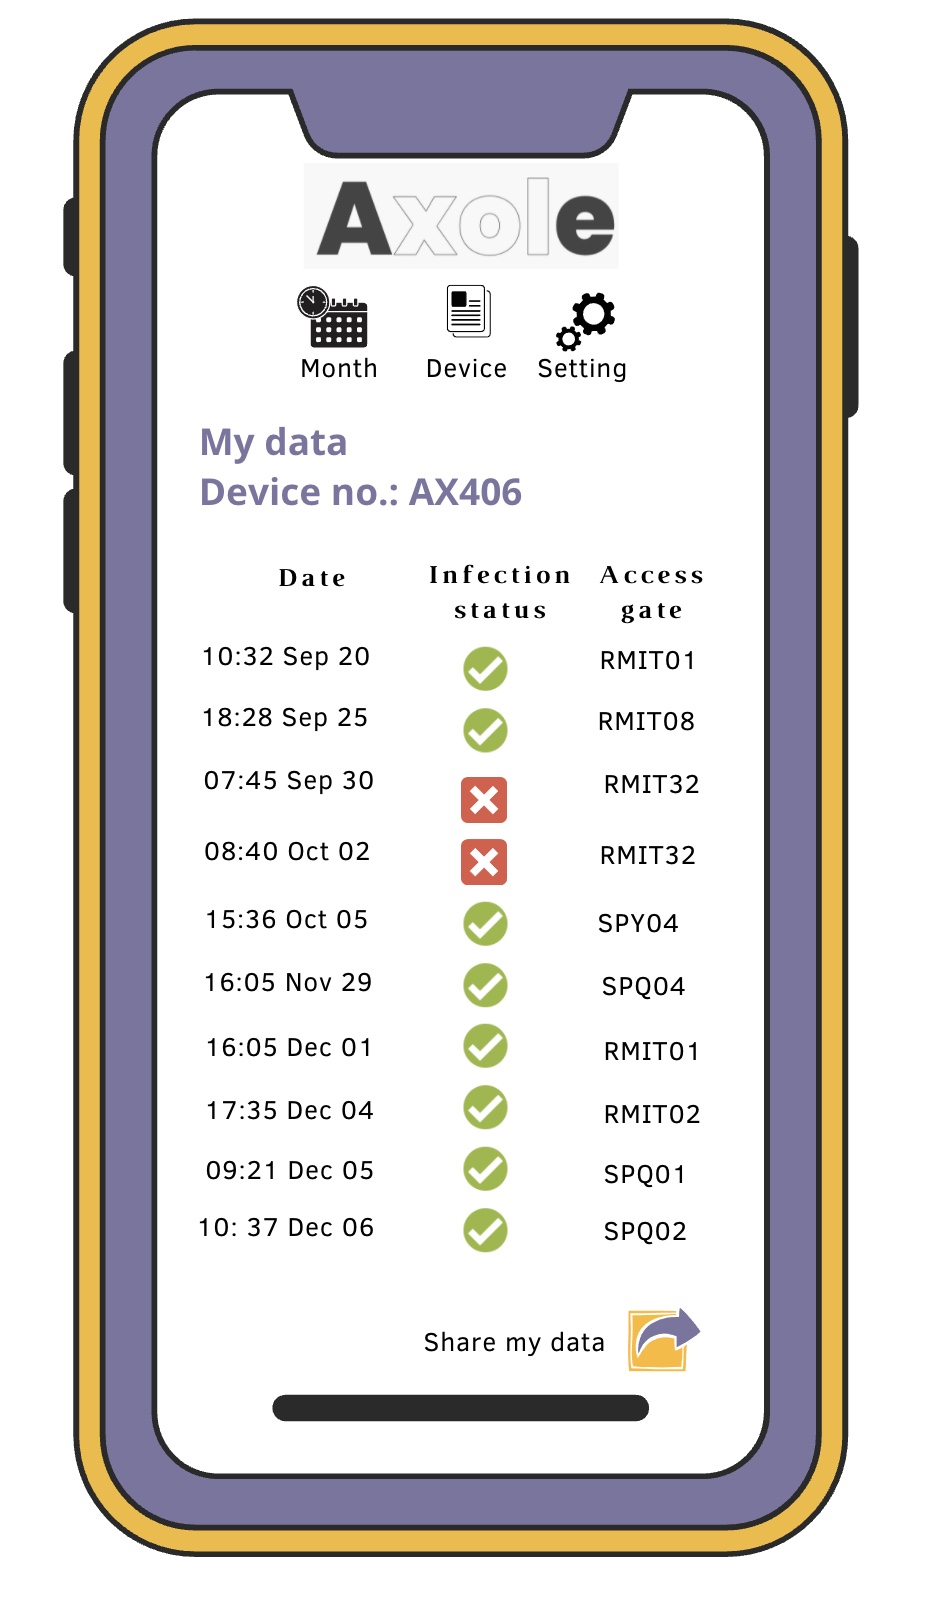 Axole
Month Device Setting
My data
Device no.: AX406
Date Infection status Access gate
10:32 Sep 20 RMIT01
18:28 Sep 25 RMIT08
07:45 Sep 30 RMIT32
08:40 Oct 02 RMIT32
15:36 Oct 05 SPY04
16:05 Nov 29 SPQ04
16:05 Dec 01 RMIT01
17:35 Dec 04 RMIT02
09:21 Dec 05 SPQ01
10: 37 Dec 06 SPQ02
Share my data